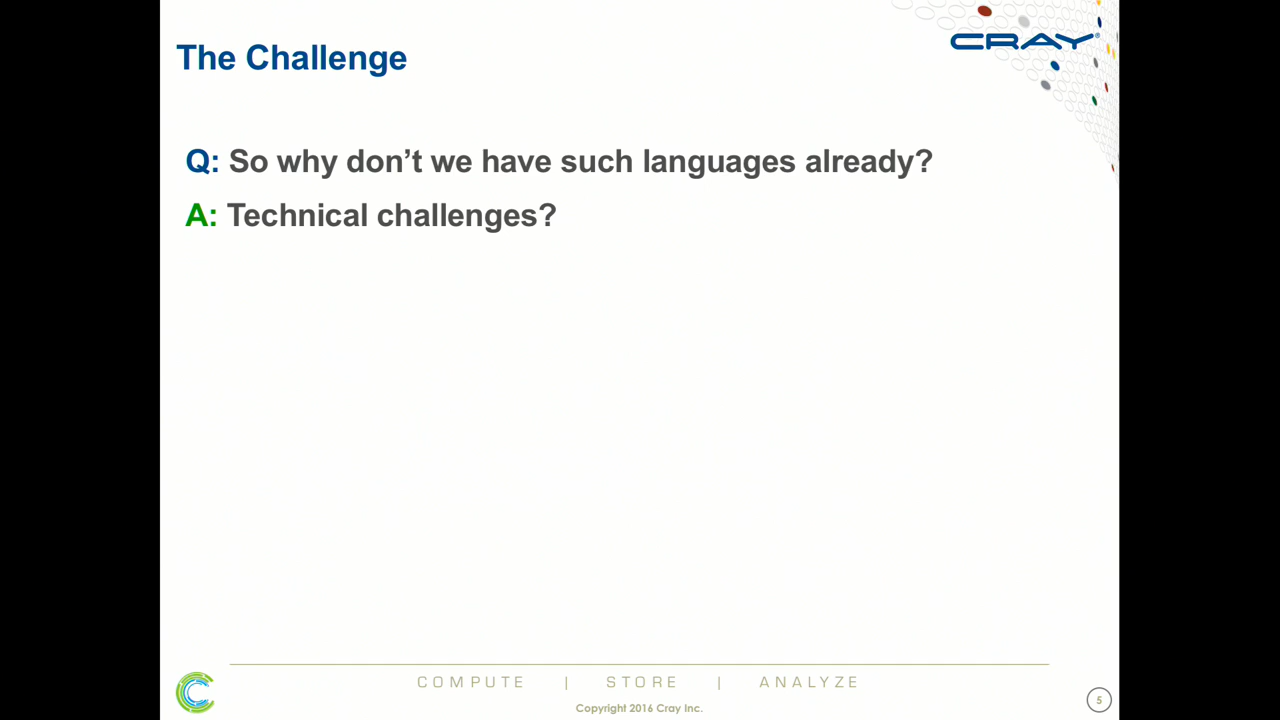 The Challenge
CRAY®
Q: So why don’t we have such languages already?
A: Technical challenges?
COMPUTE | STORE | ANALYZE
Copyright 2016 Cray Inc.
5